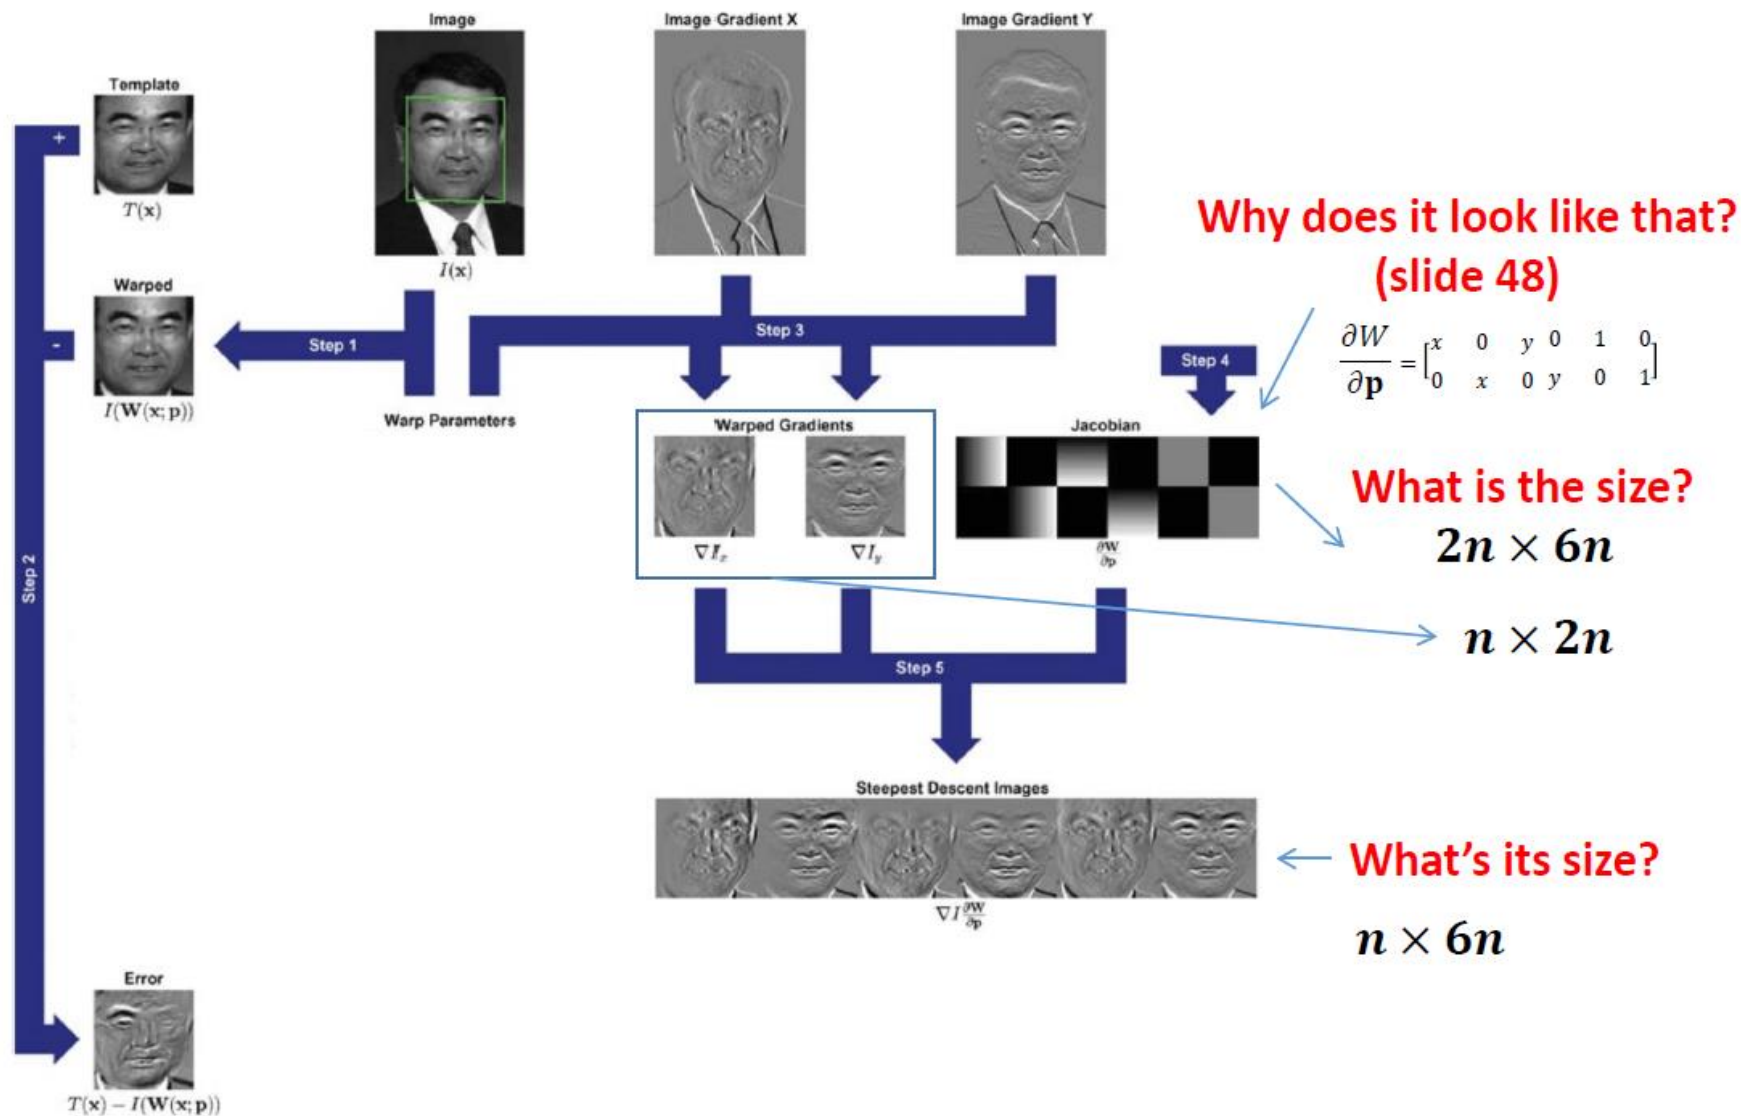 Image
Image Gradient X
Image Gradient Y
Template
+
T(x)
I(x)
Why does it look like that?
(slide 48)
Warped
-
Step 1
I(W(x; p))
Warp Parameters
Step 3
Step 4
∂W/∂p = [x 0 y 0 1 0
0 x 0 y 0 1]
Warped Gradients
∇I_x
∇I_y
Jacobian
∂W/∂p
What is the size?
2n × 6n
n × 2n
Step 2
Step 5
Steepest Descent Images
∇I ∂W/∂p
What's its size?
n × 6n
Error
T(x) − I(W(x; p))